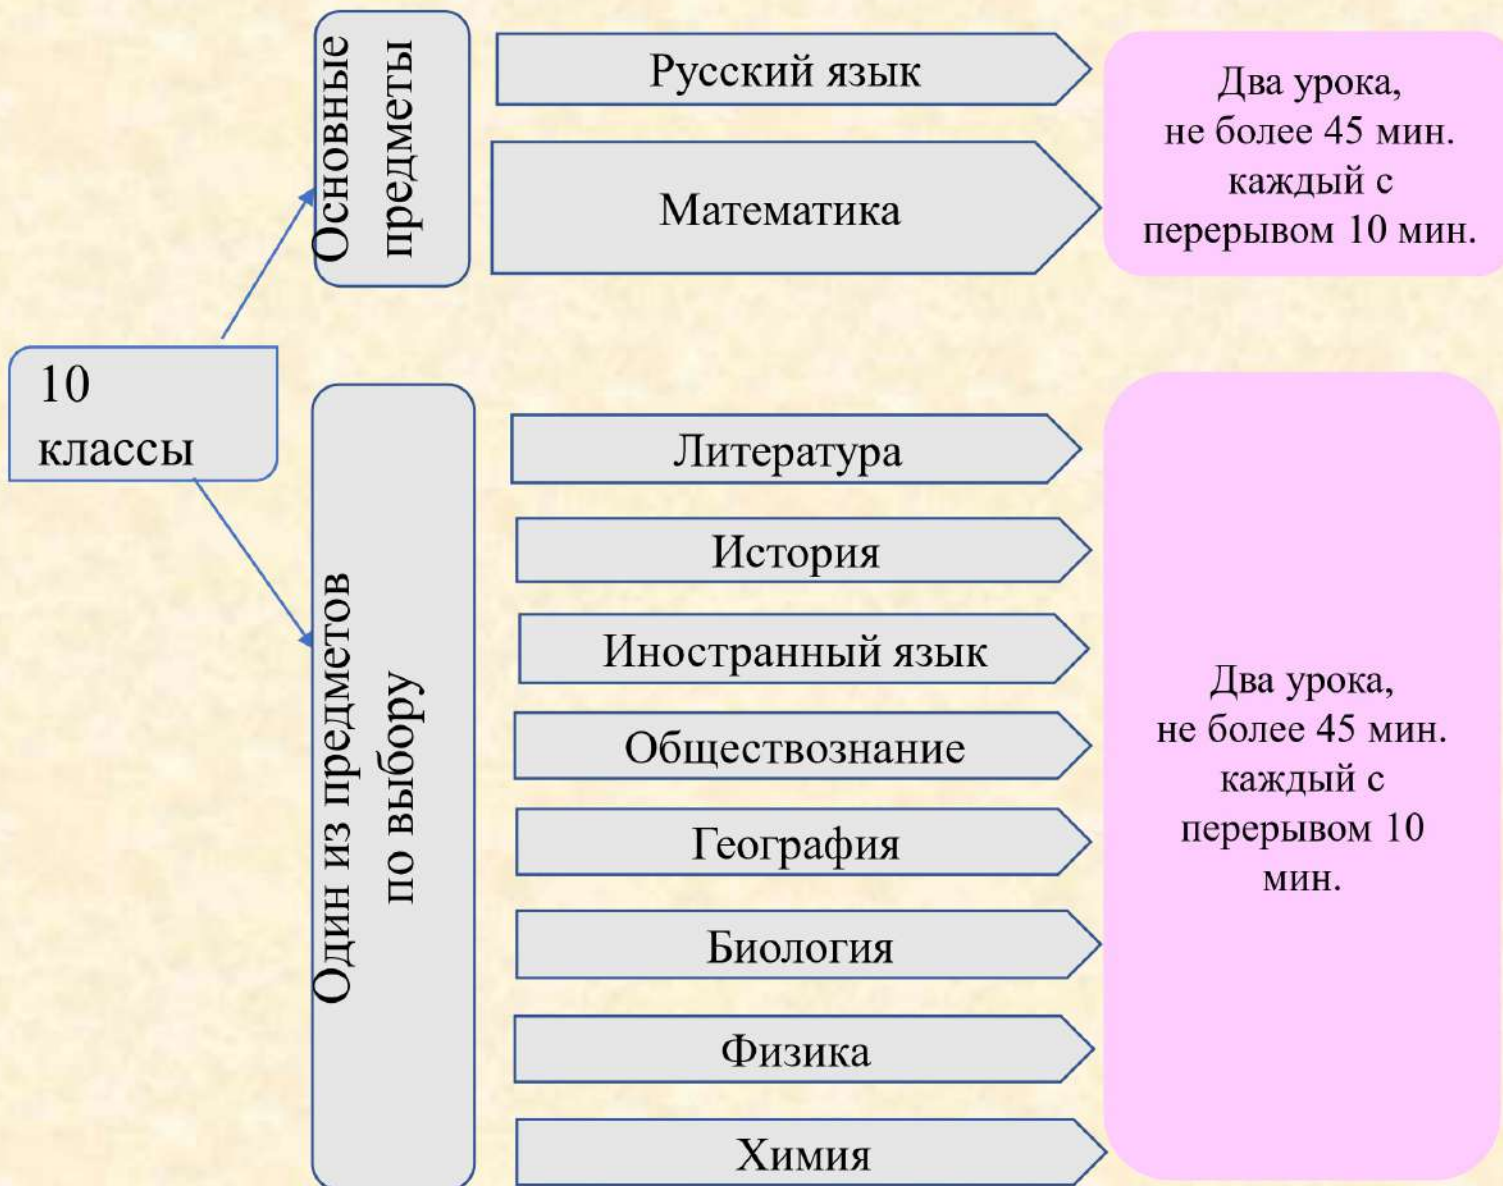 10
классы
Основные
предметы
Русский язык
Математика
Два урока,
не более 45 мин.
каждый с
перерывом 10 мин.
Один из предметов
по выбору
Литература
История
Иностранный язык
Обществознание
География
Биология
Физика
Химия
Два урока,
не более 45 мин.
каждый с
перерывом 10
мин.